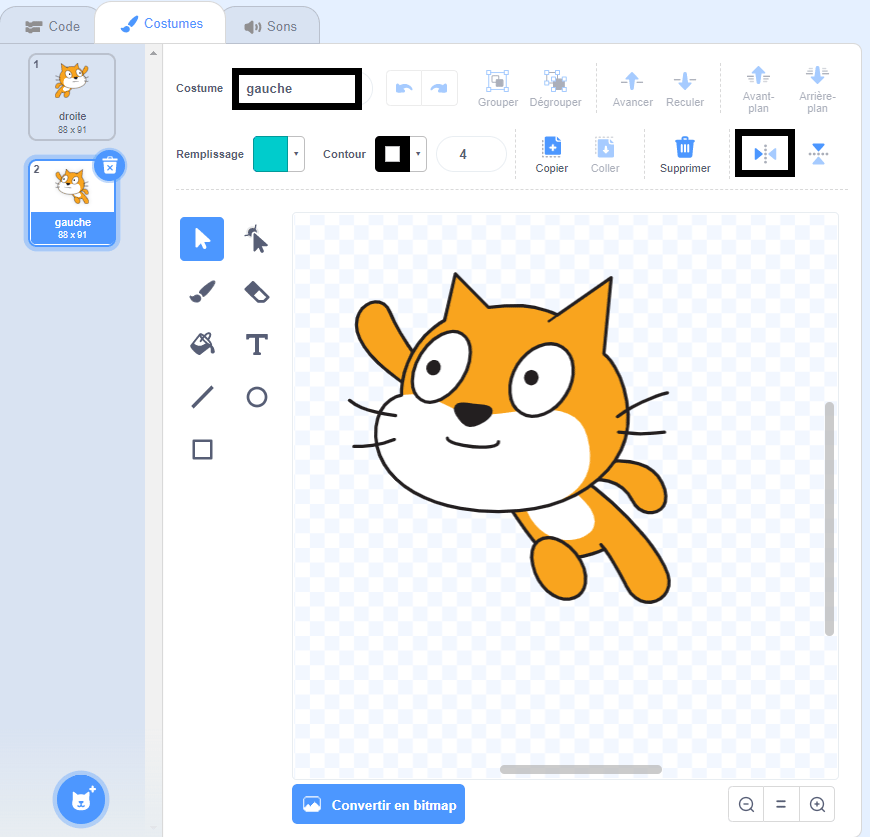 Code
Costumes
Sons
1
droite
88 x 91
2
gauche
88 x 91
Costume
gauche
Grouper
Dégrouper
Avancer
Reculer
Avant-
plan
Arrière-
plan
Remplissage
Contour
4
Copier
Coller
Supprimer
T
Convertir en bitmap